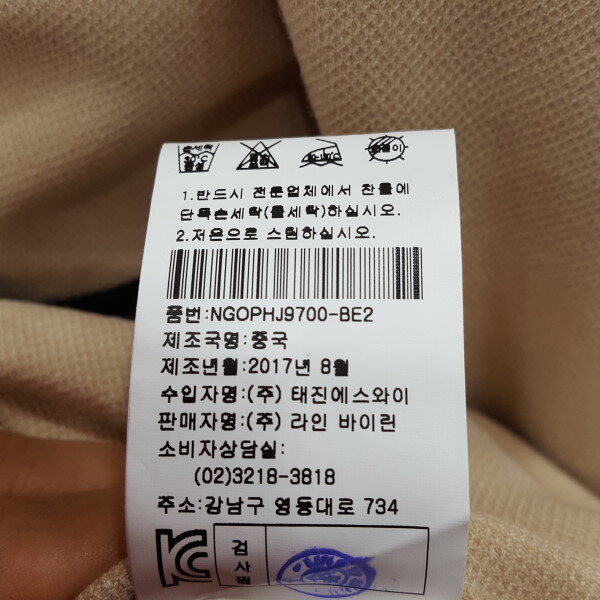 30°C
1.반드시 전문업체에서 찬물에
단독손세탁(물세탁)하십시오.
2.저온으로 스팀하십시오.
품번:NGOPHJ9700-BE2
제조국명:중국
제조년월:2017년 8월
수입자명:(주) 태진에스와이
판매자명:(주) 라인 바이린
소비자상담실:
(02)3218-3818
주소:강남구 영동대로 734
검사필